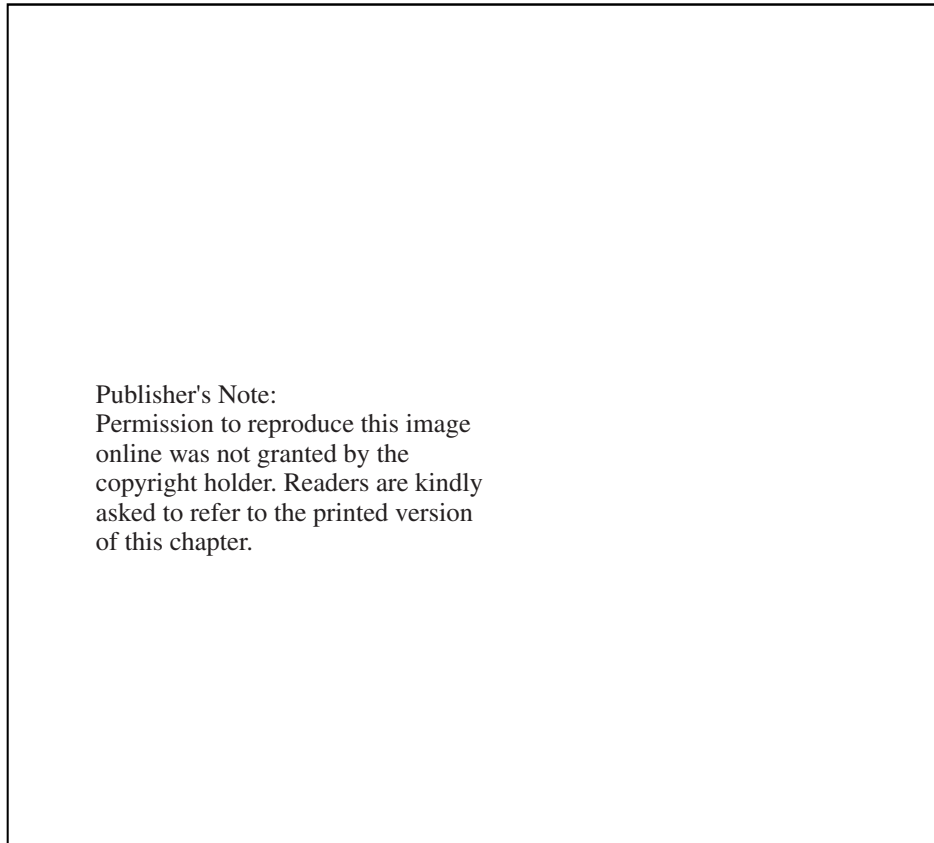 Publisher's Note:
Permission to reproduce this image
online was not granted by the
copyright holder. Readers are kindly
asked to refer to the printed version
of this chapter.